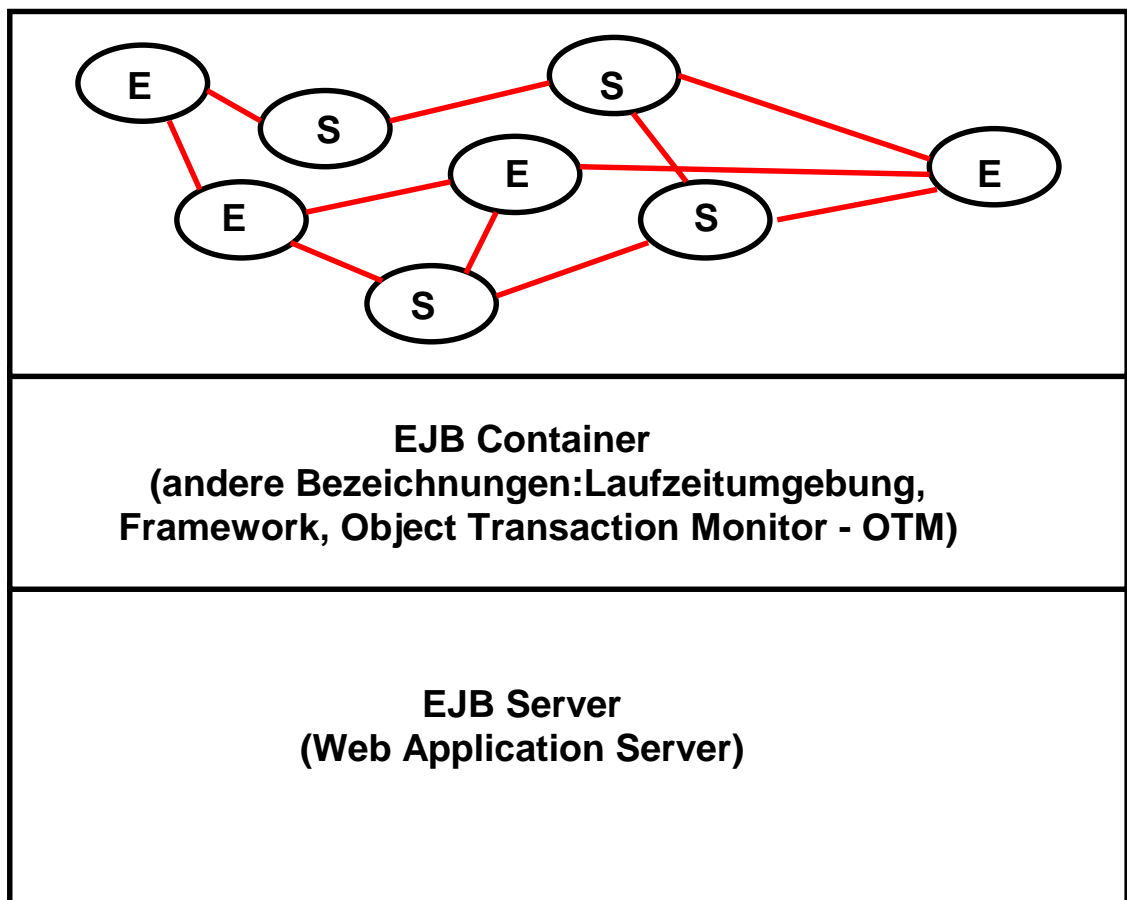 E
S
S
E
E
E
S
S
EJB Container
(andere Bezeichnungen:Laufzeitumgebung,
Framework, Object Transaction Monitor - OTM)
EJB Server
(Web Application Server)